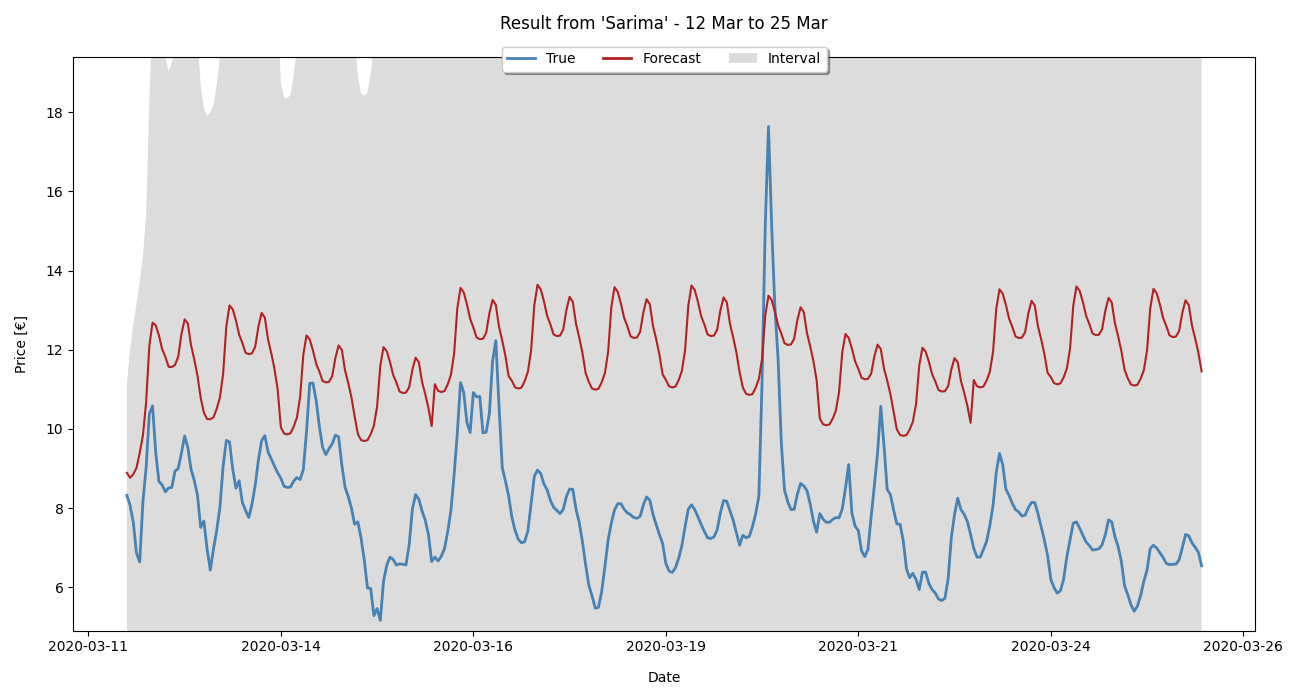 Result from 'Sarima' - 12 Mar to 25 Mar
True Forecast Interval
Price [€]
18
16
14
12
10
8
6
2020-03-11 2020-03-14 2020-03-16 2020-03-19 2020-03-21 2020-03-24 2020-03-26
Date